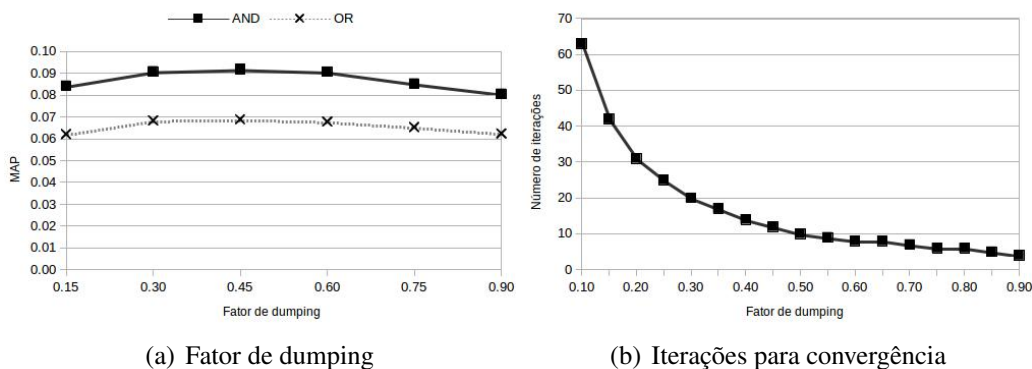 AND OR
0.10
0.09
0.08
0.07
0.06
0.05
0.04
0.03
0.02
0.01
0.00
MAP
0.15 0.30 0.45 0.60 0.75 0.90
Fator de dumping
(a) Fator de dumping
70
60
50
40
30
20
10
0
Número de iterações
0.10 0.20 0.30 0.40 0.50 0.60 0.70 0.80 0.90
Fator de dumping
(b) Iterações para convergência